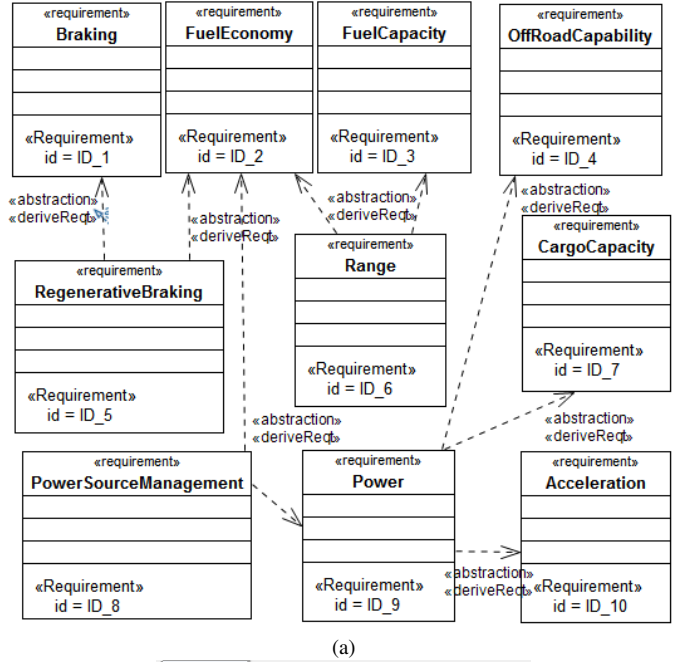 «requirement»
Braking
«Requirement»
id = ID_1
«requirement»
FuelEconomy
«Requirement»
id = ID_2
«requirement»
FuelCapacity
«Requirement»
id = ID_3
«requirement»
OffRoadCapability
«Requirement»
id = ID_4
«abstraction»
«deriveReqt»
«abstraction»
«deriveReqt»
«abstraction»
«deriveReqt»
«abstraction»
«deriveReqt»
«requirement»
RegenerativeBraking
«Requirement»
id = ID_5
«requirement»
Range
«Requirement»
id = ID_6
«requirement»
CargoCapacity
«Requirement»
id = ID_7
«abstraction»
«deriveReqt»
«abstraction»
«deriveReqt»
«requirement»
PowerSourceManagement
«Requirement»
id = ID_8
«requirement»
Power
«Requirement»
id = ID_9
«abstraction»
«deriveReqt»
«requirement»
Acceleration
«Requirement»
id = ID_10
(a)